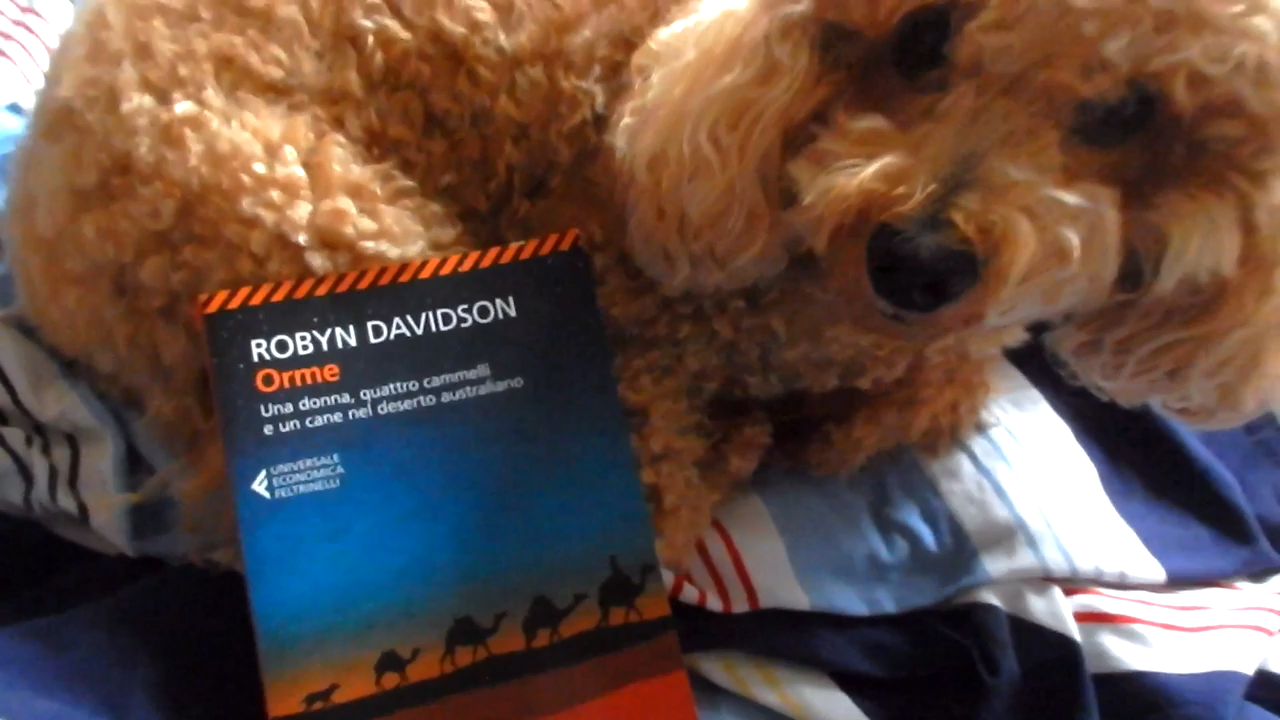 ROBYN DAVIDSON
Orme
Una donna, quattro cammelli
e un cane nel deserto australiano
UNIVERSALE
ECONOMICA
FELTRINELLI